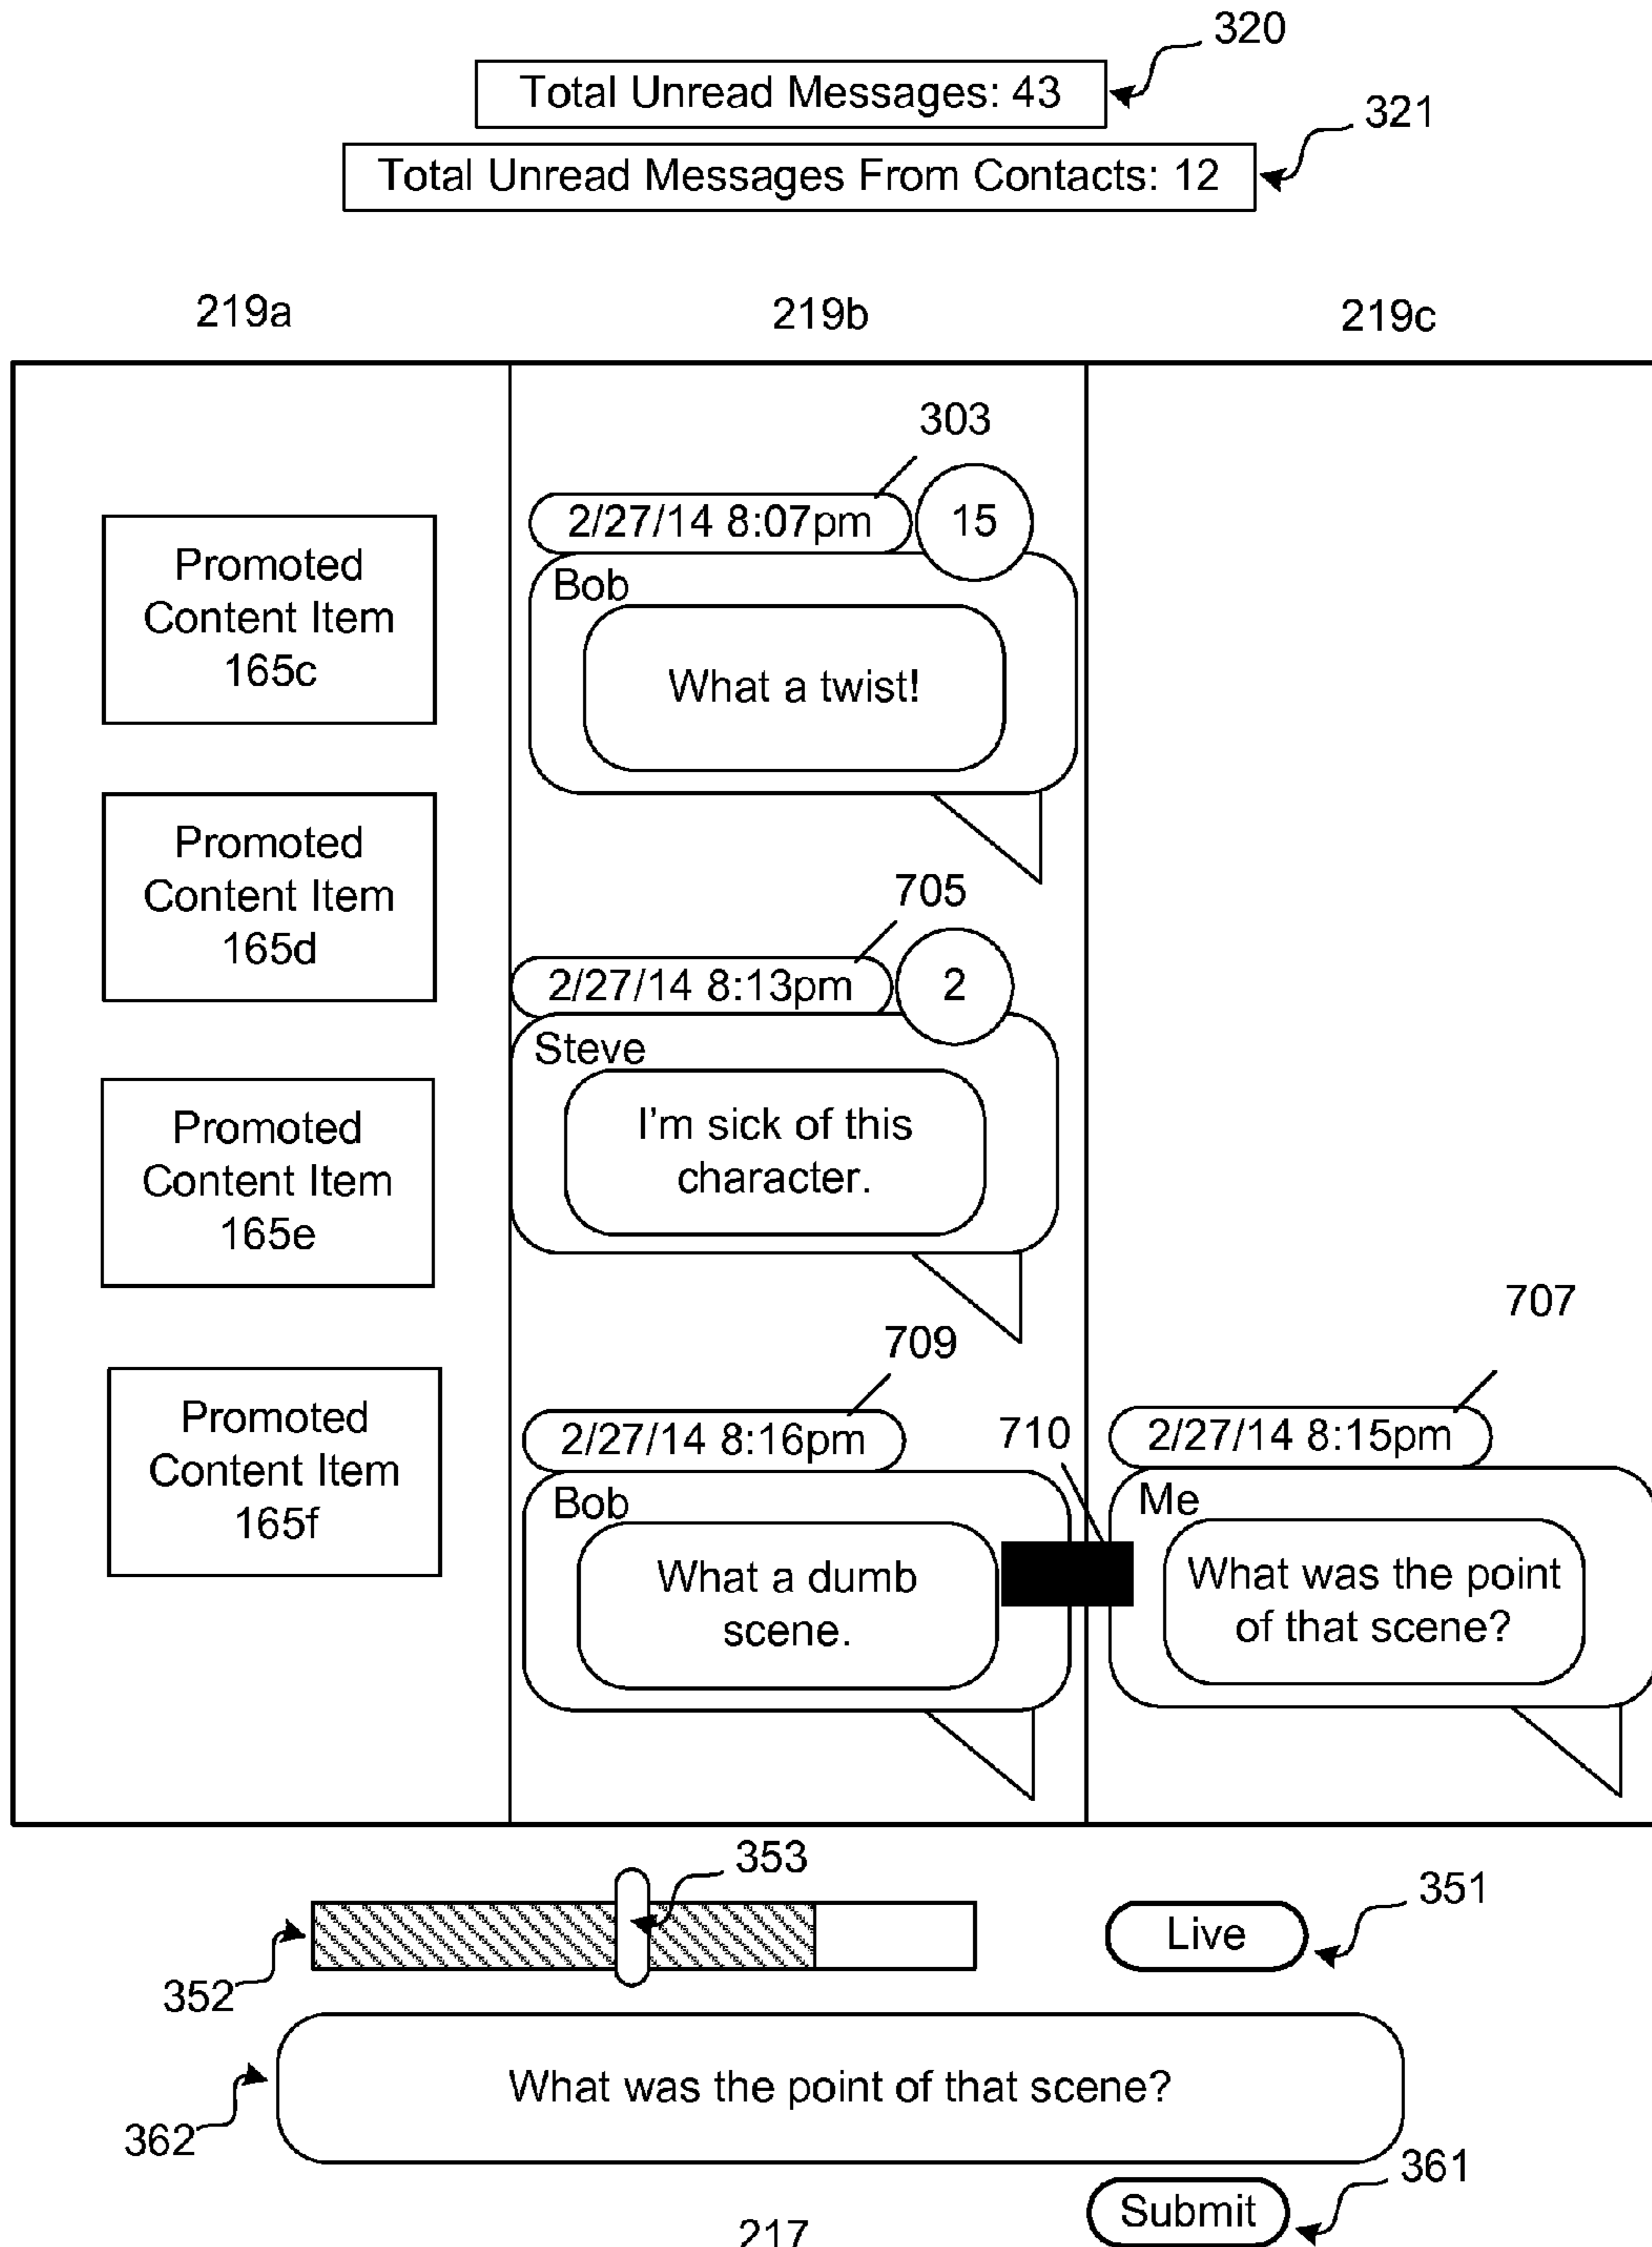 320
Total Unread Messages: 43
321
Total Unread Messages From Contacts: 12
219a
219b
219c
303
2/27/14 8:07pm
15
Bob
What a twist!
Promoted
Content Item
165c
Promoted
Content Item
165d
705
2/27/14 8:13pm
2
Steve
I'm sick of this
character.
Promoted
Content Item
165e
Promoted
Content Item
165f
709
2/27/14 8:16pm
Bob
What a dumb
scene.
710
707
2/27/14 8:15pm
Me
What was the point
of that scene?
353
351
Live
352
What was the point of that scene?
362
361
Submit
217